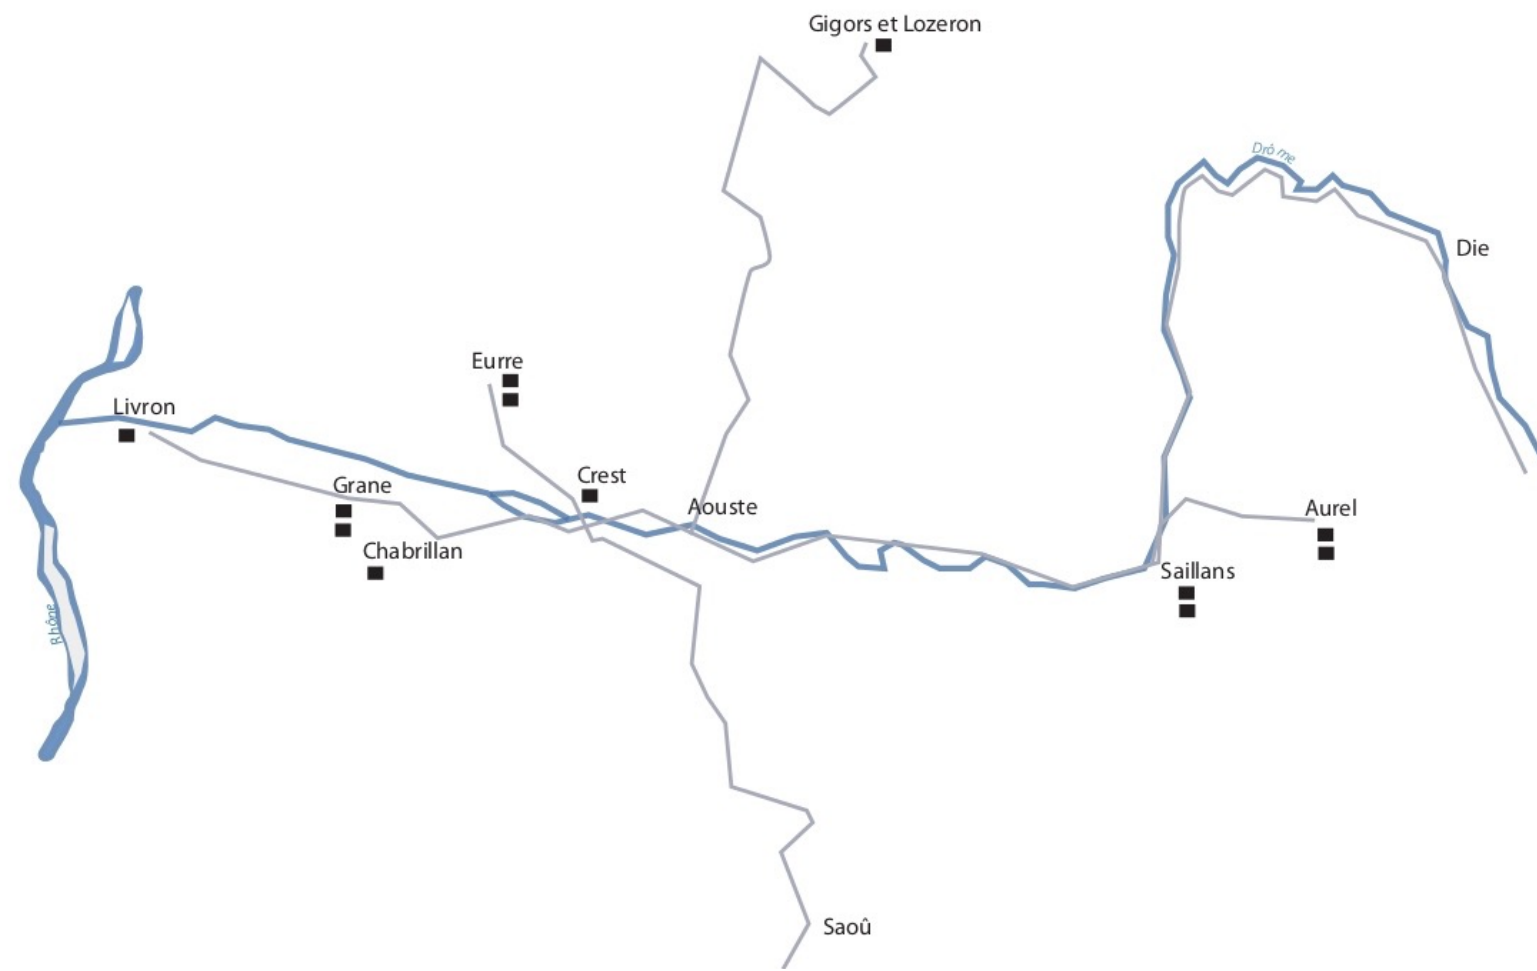 Gigors et Lozeron
Drôme
Die
Eurre
Livron
Crest
Grane
Aouste
Aurel
Chabrillan
Saillans
Rhône
Saoû